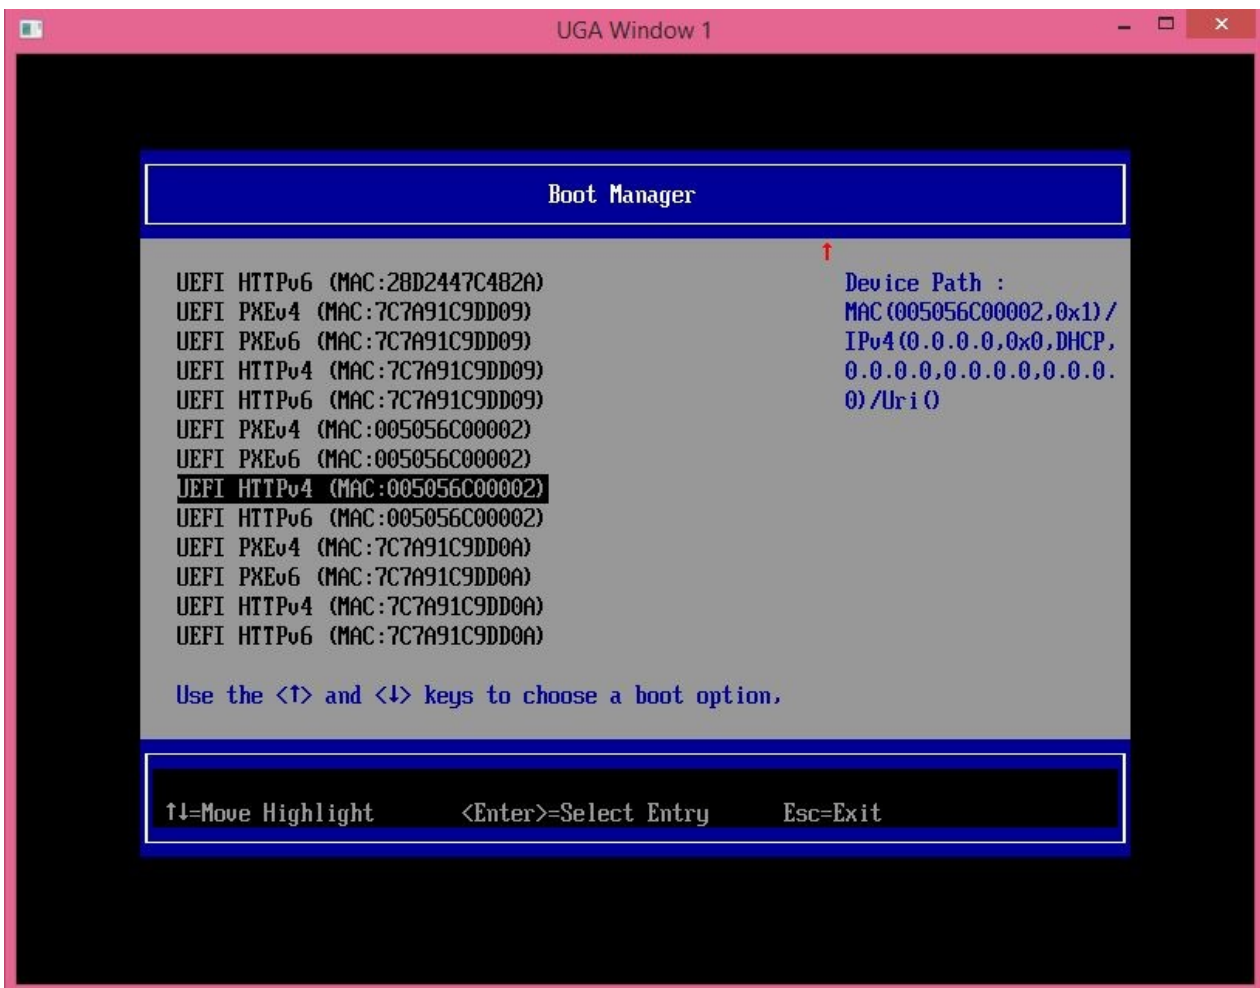 UGA Window 1
Boot Manager
UEFI HTTPv6 (MAC:28D2447C482A)
UEFI PXEv4 (MAC:7C7A91C9DD09)
UEFI PXEv6 (MAC:7C7A91C9DD09)
UEFI HTTPv4 (MAC:7C7A91C9DD09)
UEFI HTTPv6 (MAC:7C7A91C9DD09)
UEFI PXEv4 (MAC:005056C00002)
UEFI PXEv6 (MAC:005056C00002)
UEFI HTTPv4 (MAC:005056C00002)
UEFI HTTPv6 (MAC:005056C00002)
UEFI PXEv4 (MAC:7C7A91C9DD0A)
UEFI PXEv6 (MAC:7C7A91C9DD0A)
UEFI HTTPv4 (MAC:7C7A91C9DD0A)
UEFI HTTPv6 (MAC:7C7A91C9DD0A)
Use the <↑> and <↓> keys to choose a boot option,
↑
Device Path :
MAC(005056C00002,0x1)/
IPv4(0.0.0.0,0x0,DHCP,
0.0.0.0,0.0.0.0,0.0.0.
0)/Uri()
↑↓=Move Highlight <Enter>=Select Entry Esc=Exit